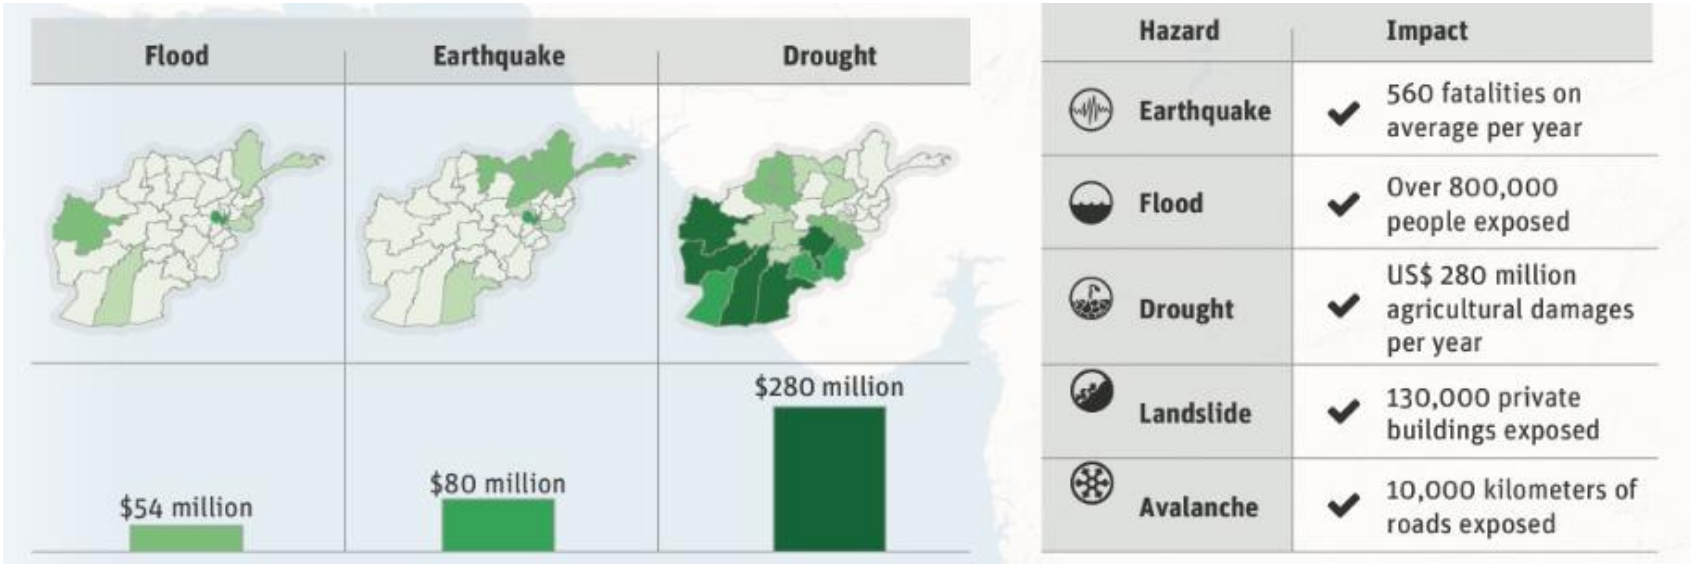 Flood
Earthquake
Drought
$54 million
$80 million
$280 million
Hazard
Impact
Earthquake
560 fatalities on
average per year
Flood
Over 800,000
people exposed
Drought
US$ 280 million
agricultural damages
per year
Landslide
130,000 private
buildings exposed
Avalanche
10,000 kilometers of
roads exposed